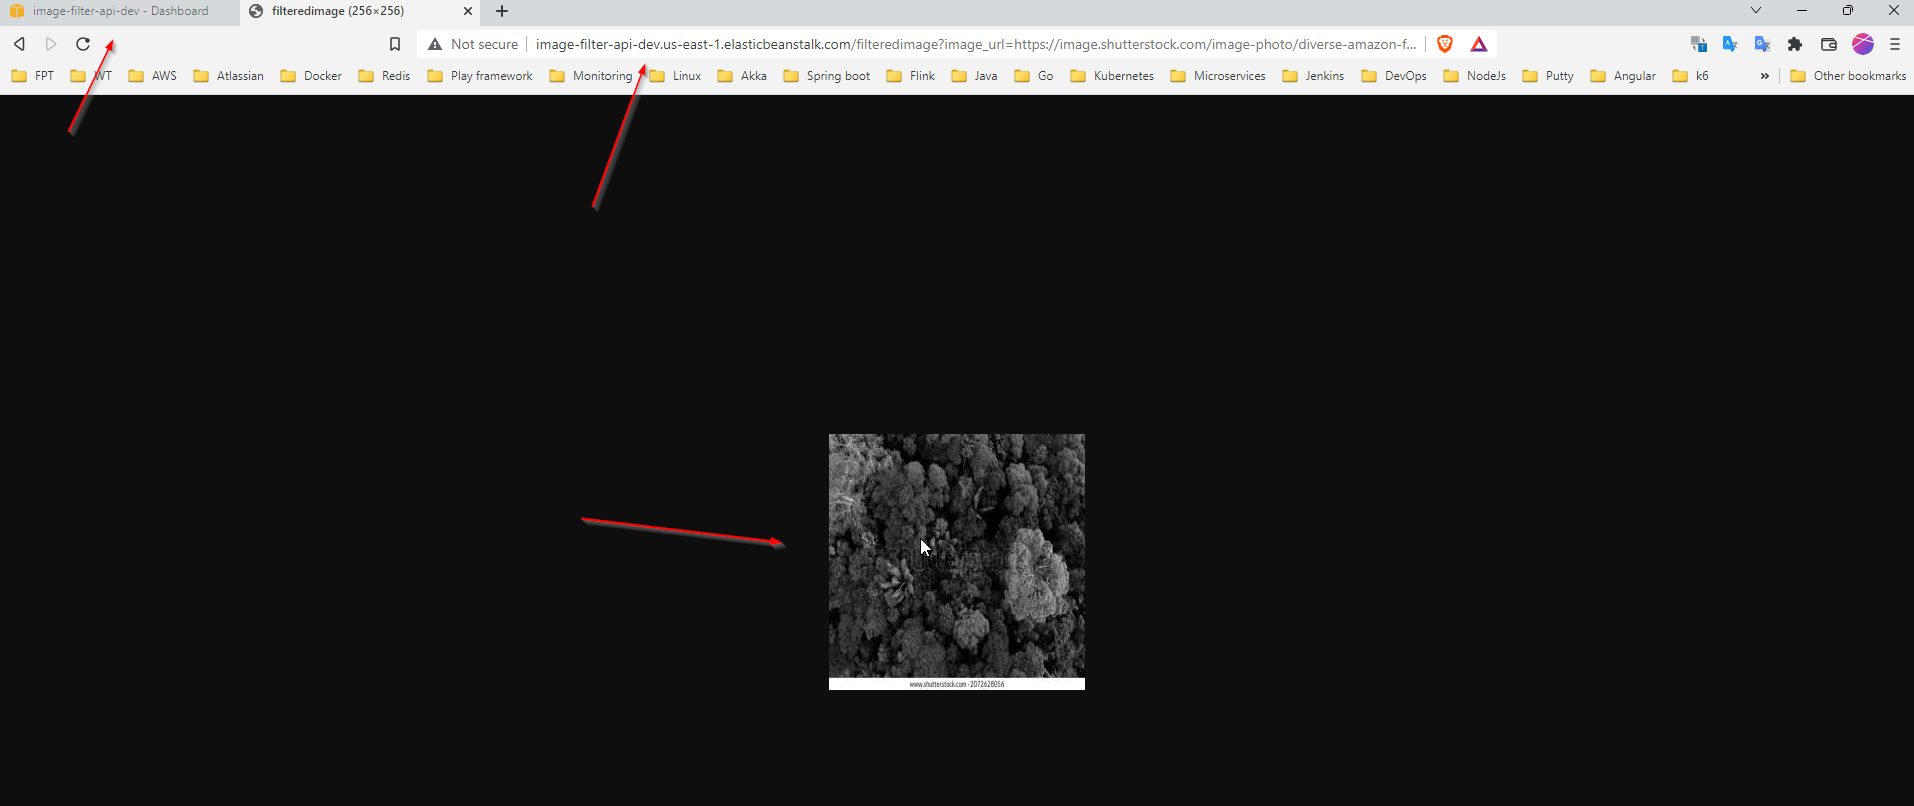 image-filter-api-dev - Dashboard
filteredimage (256×256)
Not secure
image-filter-api-dev.us-east-1.elasticbeanstalk.com/filteredimage?image_url=https://image.shutterstock.com/image-photo/diverse-amazon-f...
FPT WT AWS Atlassian Docker Redis Play framework Monitoring Linux Akka Spring boot Flink Java Go Kubernetes Microservices Jenkins DevOps NodeJs Putty Angular k6 » Other bookmarks
shutterstock
www.shutterstock.com · 2072628056